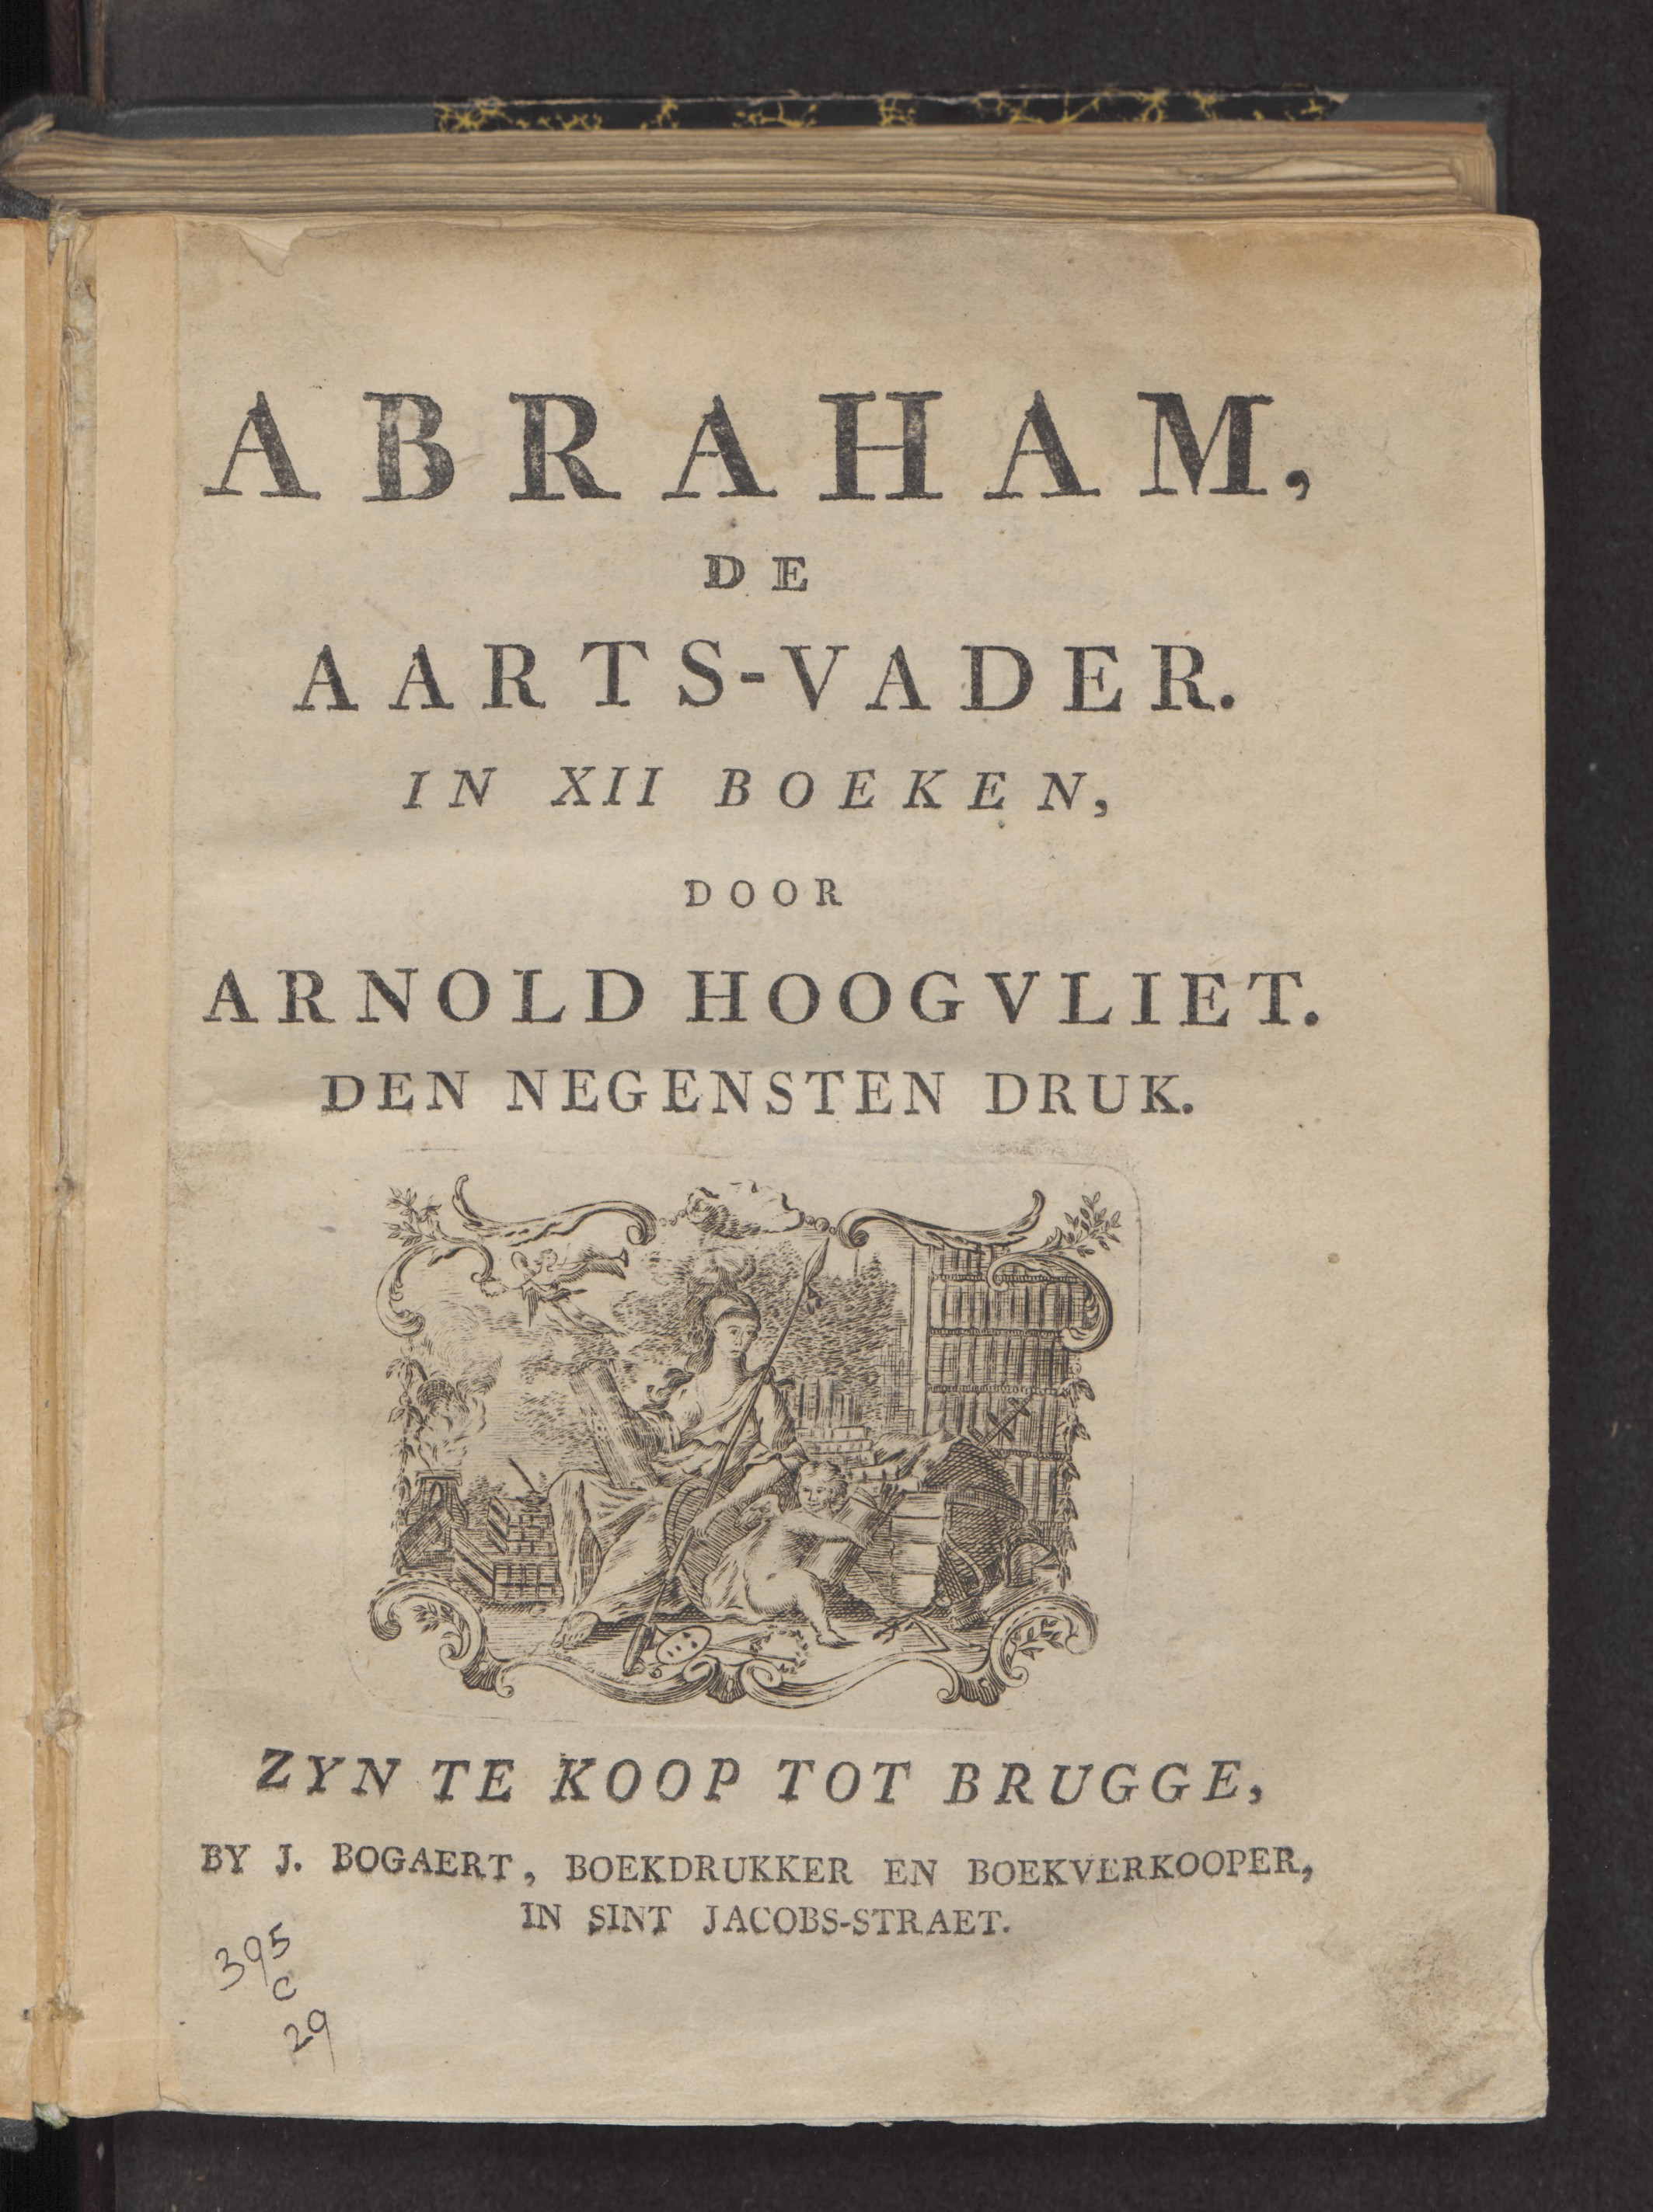 ABRAHAM,
DE
AARTS-VADER.
IN XII BOEKEN,
DOOR
ARNOLD HOOGVLIET.
DEN NEGENSTEN DRUK.
ZYN TE KOOP TOT BRUGGE,
BY J. BOGAERT, BOEKDRUKKER EN BOEKVERKOOPER,
IN SINT JACOBS-STRAET.
395
C
29